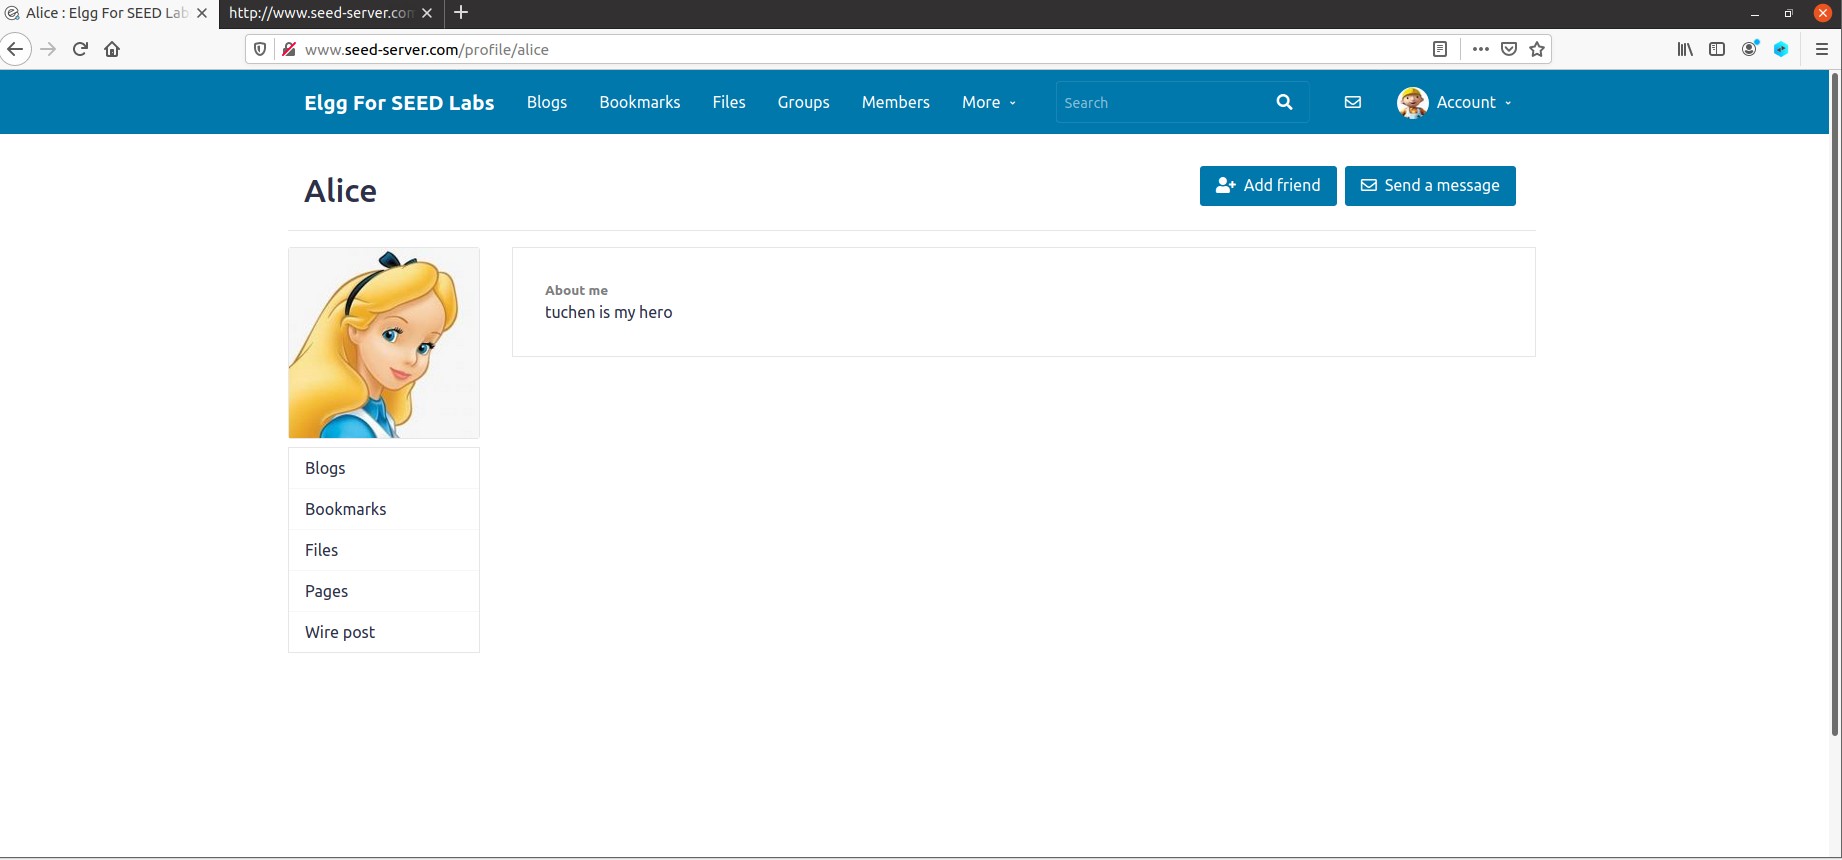 Alice : Elgg For SEED Lab
http://www.seed-server.con
www.seed-server.com/profile/alice
Elgg For SEED Labs Blogs Bookmarks Files Groups Members More Search Account
Alice
Add friend Send a message
About me
tuchen is my hero
Blogs
Bookmarks
Files
Pages
Wire post